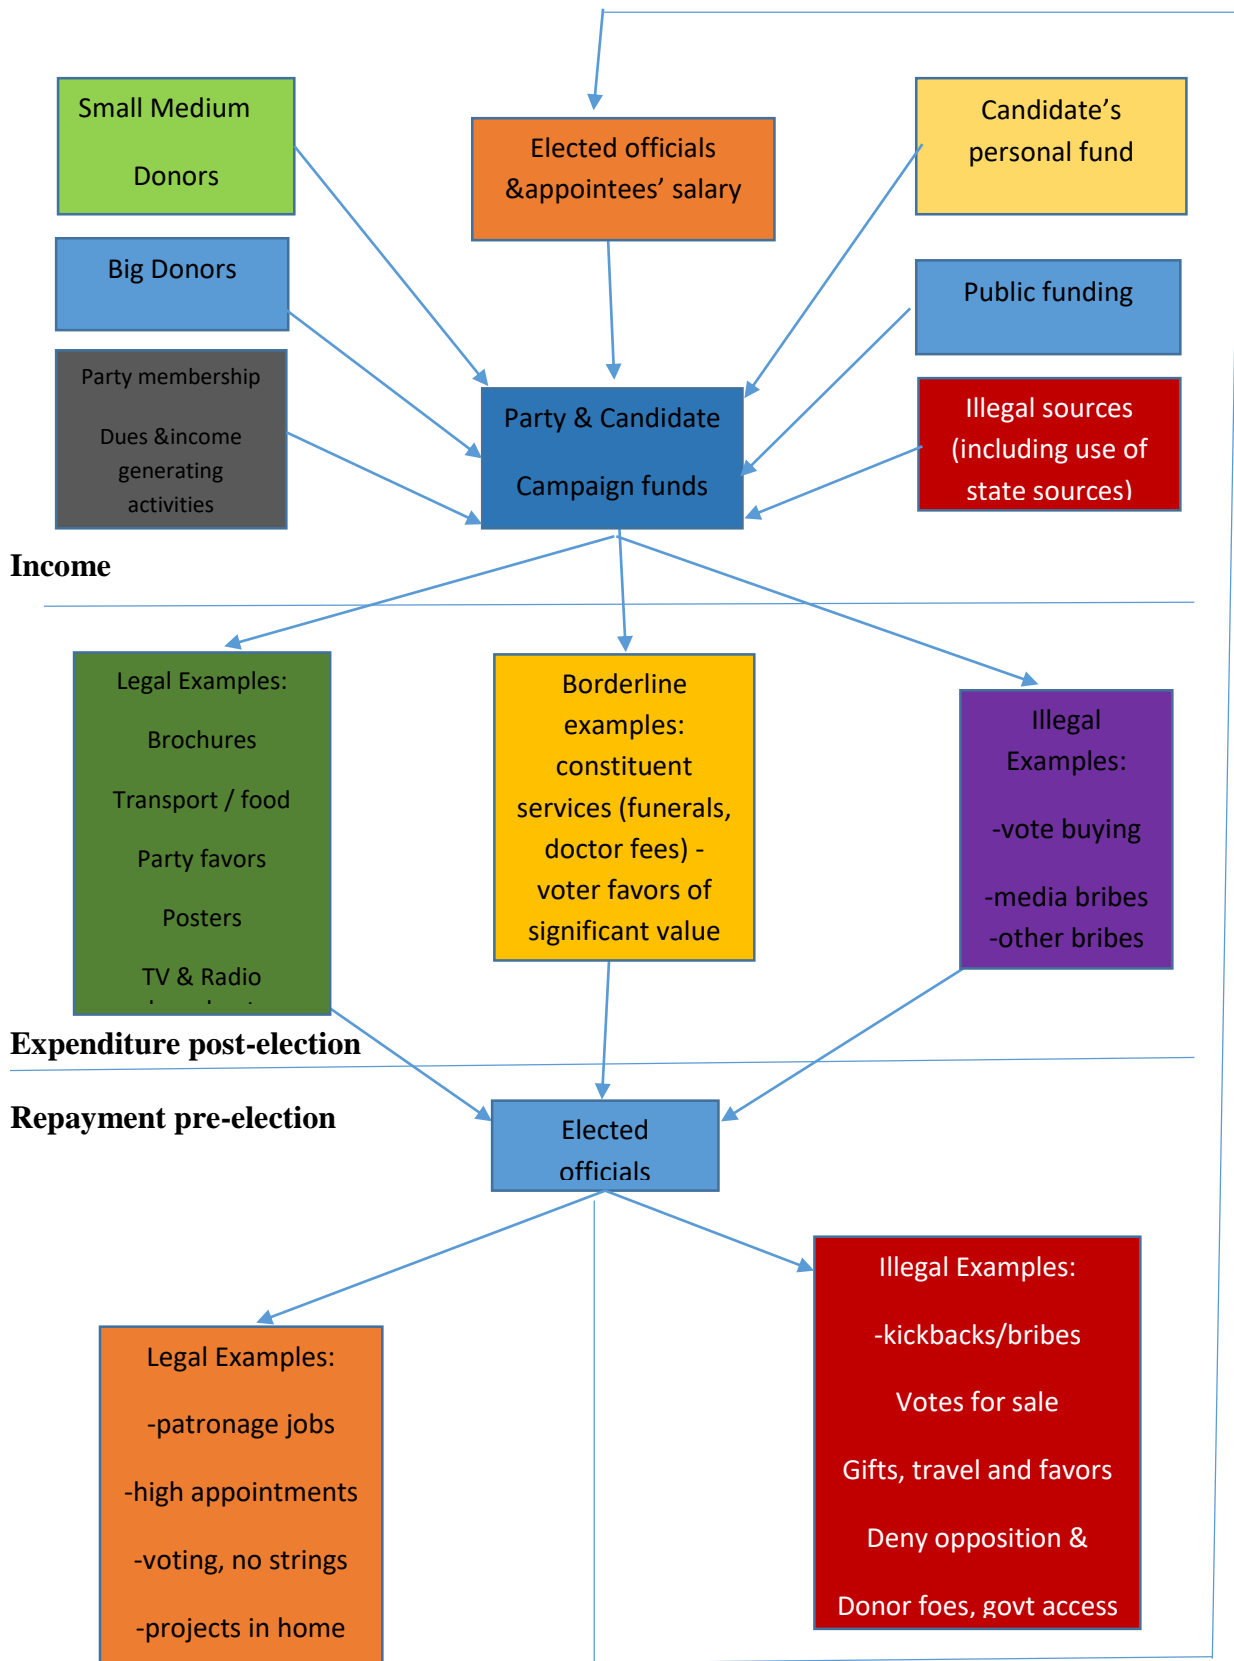 Small Medium
Donors
Elected officials
&appointees’ salary
Candidate’s
personal fund
Big Donors
Public funding
Party membership
Dues &income
generating
activities
Party & Candidate
Campaign funds
Illegal sources
(including use of
state sources)
Income
Legal Examples:
Brochures
Transport / food
Party favors
Posters
TV & Radio
Borderline
examples:
constituent
services (funerals,
doctor fees) -
voter favors of
significant value
Illegal
Examples:
-vote buying
-media bribes
-other bribes
Expenditure post-election
Repayment pre-election
Elected
officials
Legal Examples:
-patronage jobs
-high appointments
-voting, no strings
-projects in home
Illegal Examples:
-kickbacks/bribes
Votes for sale
Gifts, travel and favors
Deny opposition &
Donor foes, govt access